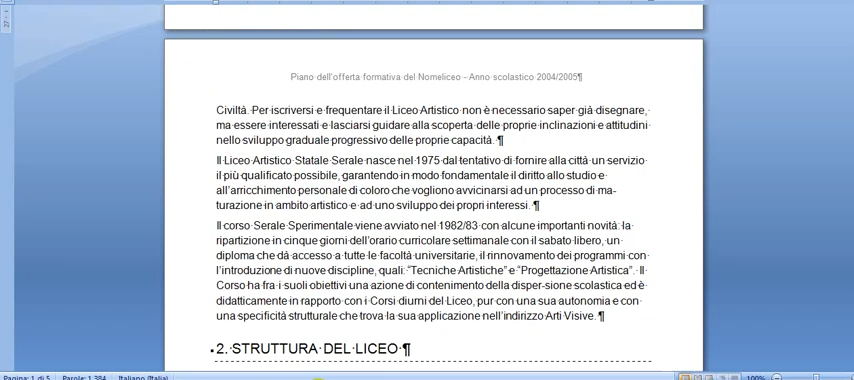 Piano dell'offerta formativa del Nomeliceo - Anno scolastico 2004/2005¶
Civiltà. Per iscriversi e frequentare il Liceo Artistico non è necessario saper già disegnare,
ma essere interessati e lasciarsi guidare alla scoperta delle proprie inclinazioni e attitudini
nello sviluppo graduale progressivo delle proprie capacità. ¶
Il Liceo Artistico Statale Serale nasce nel 1975 dal tentativo di fornire alla città un servizio
il più qualificato possibile, garantendo in modo fondamentale il diritto allo studio e
all'arricchimento personale di coloro che vogliono avvicinarsi ad un processo di ma-
turazione in ambito artistico e ad uno sviluppo dei propri interessi. ¶
Il corso Serale Sperimentale viene avviato nel 1982/83 con alcune importanti novità: la
ripartizione in cinque giorni dell'orario curricolare settimanale con il sabato libero, un
diploma che dà accesso a tutte le facoltà universitarie, il rinnovamento dei programmi con
l'introduzione di nuove discipline, quali: "Tecniche Artistiche" e "Progettazione Artistica". Il
Corso ha fra i suoi obiettivi una azione di contenimento della disper-sione scolastica ed è
didatticamente in rapporto con i Corsi diurni del Liceo, pur con una sua autonomia e con
una specificità strutturale che trova la sua applicazione nell'indirizzo Arti Visive. ¶
2. STRUTTURA DEL LICEO ¶
Pagina: 1 di 5 Parole: 1.384 Italiano (Italia) 100%